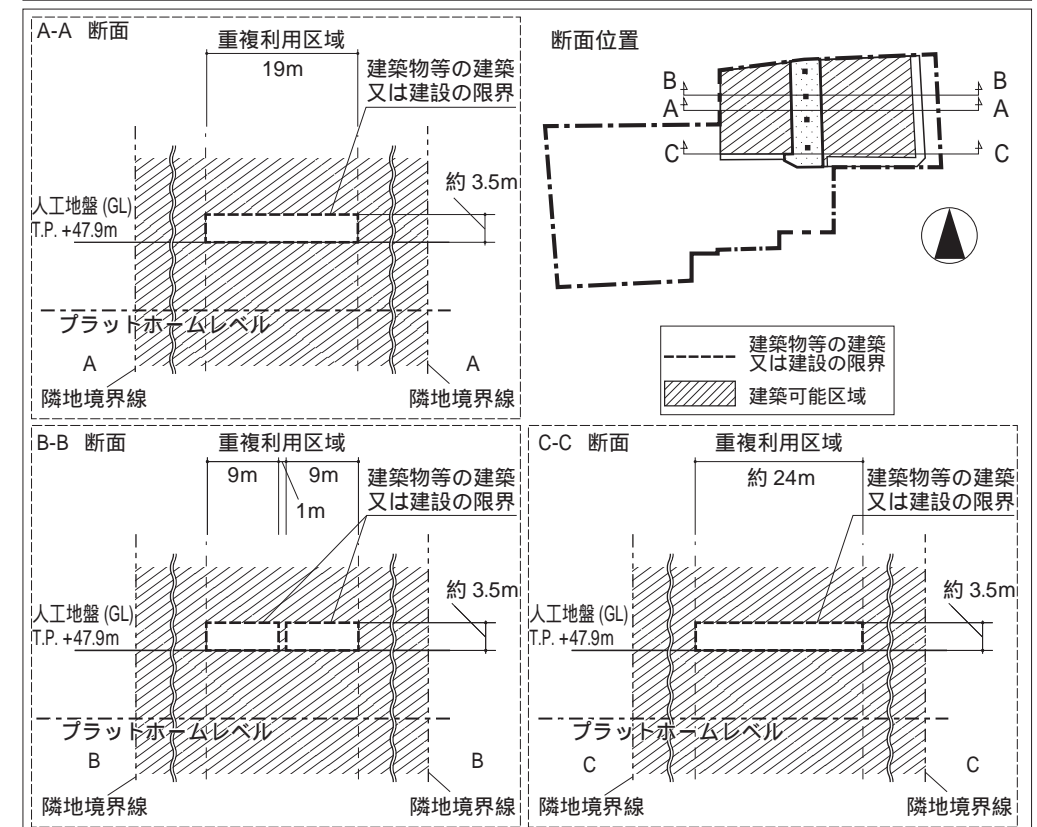 A-A 断面
重複利用区域
19m
建築物等の建築
又は建設の限界
約 3.5m
人工地盤 (GL)
T.P. +47.9m
プラットホームレベル
A
A
隣地境界線
隣地境界線
断面位置
B
B
A
A
C
C
建築物等の建築
又は建設の限界
建築可能区域
B-B 断面
重複利用区域
9m
9m
1m
建築物等の建築
又は建設の限界
約 3.5m
人工地盤 (GL)
T.P. +47.9m
プラットホームレベル
B
B
隣地境界線
隣地境界線
C-C 断面
重複利用区域
約 24m
建築物等の建築
又は建設の限界
約 3.5m
人工地盤 (GL)
T.P. +47.9m
プラットホームレベル
C
C
隣地境界線
隣地境界線